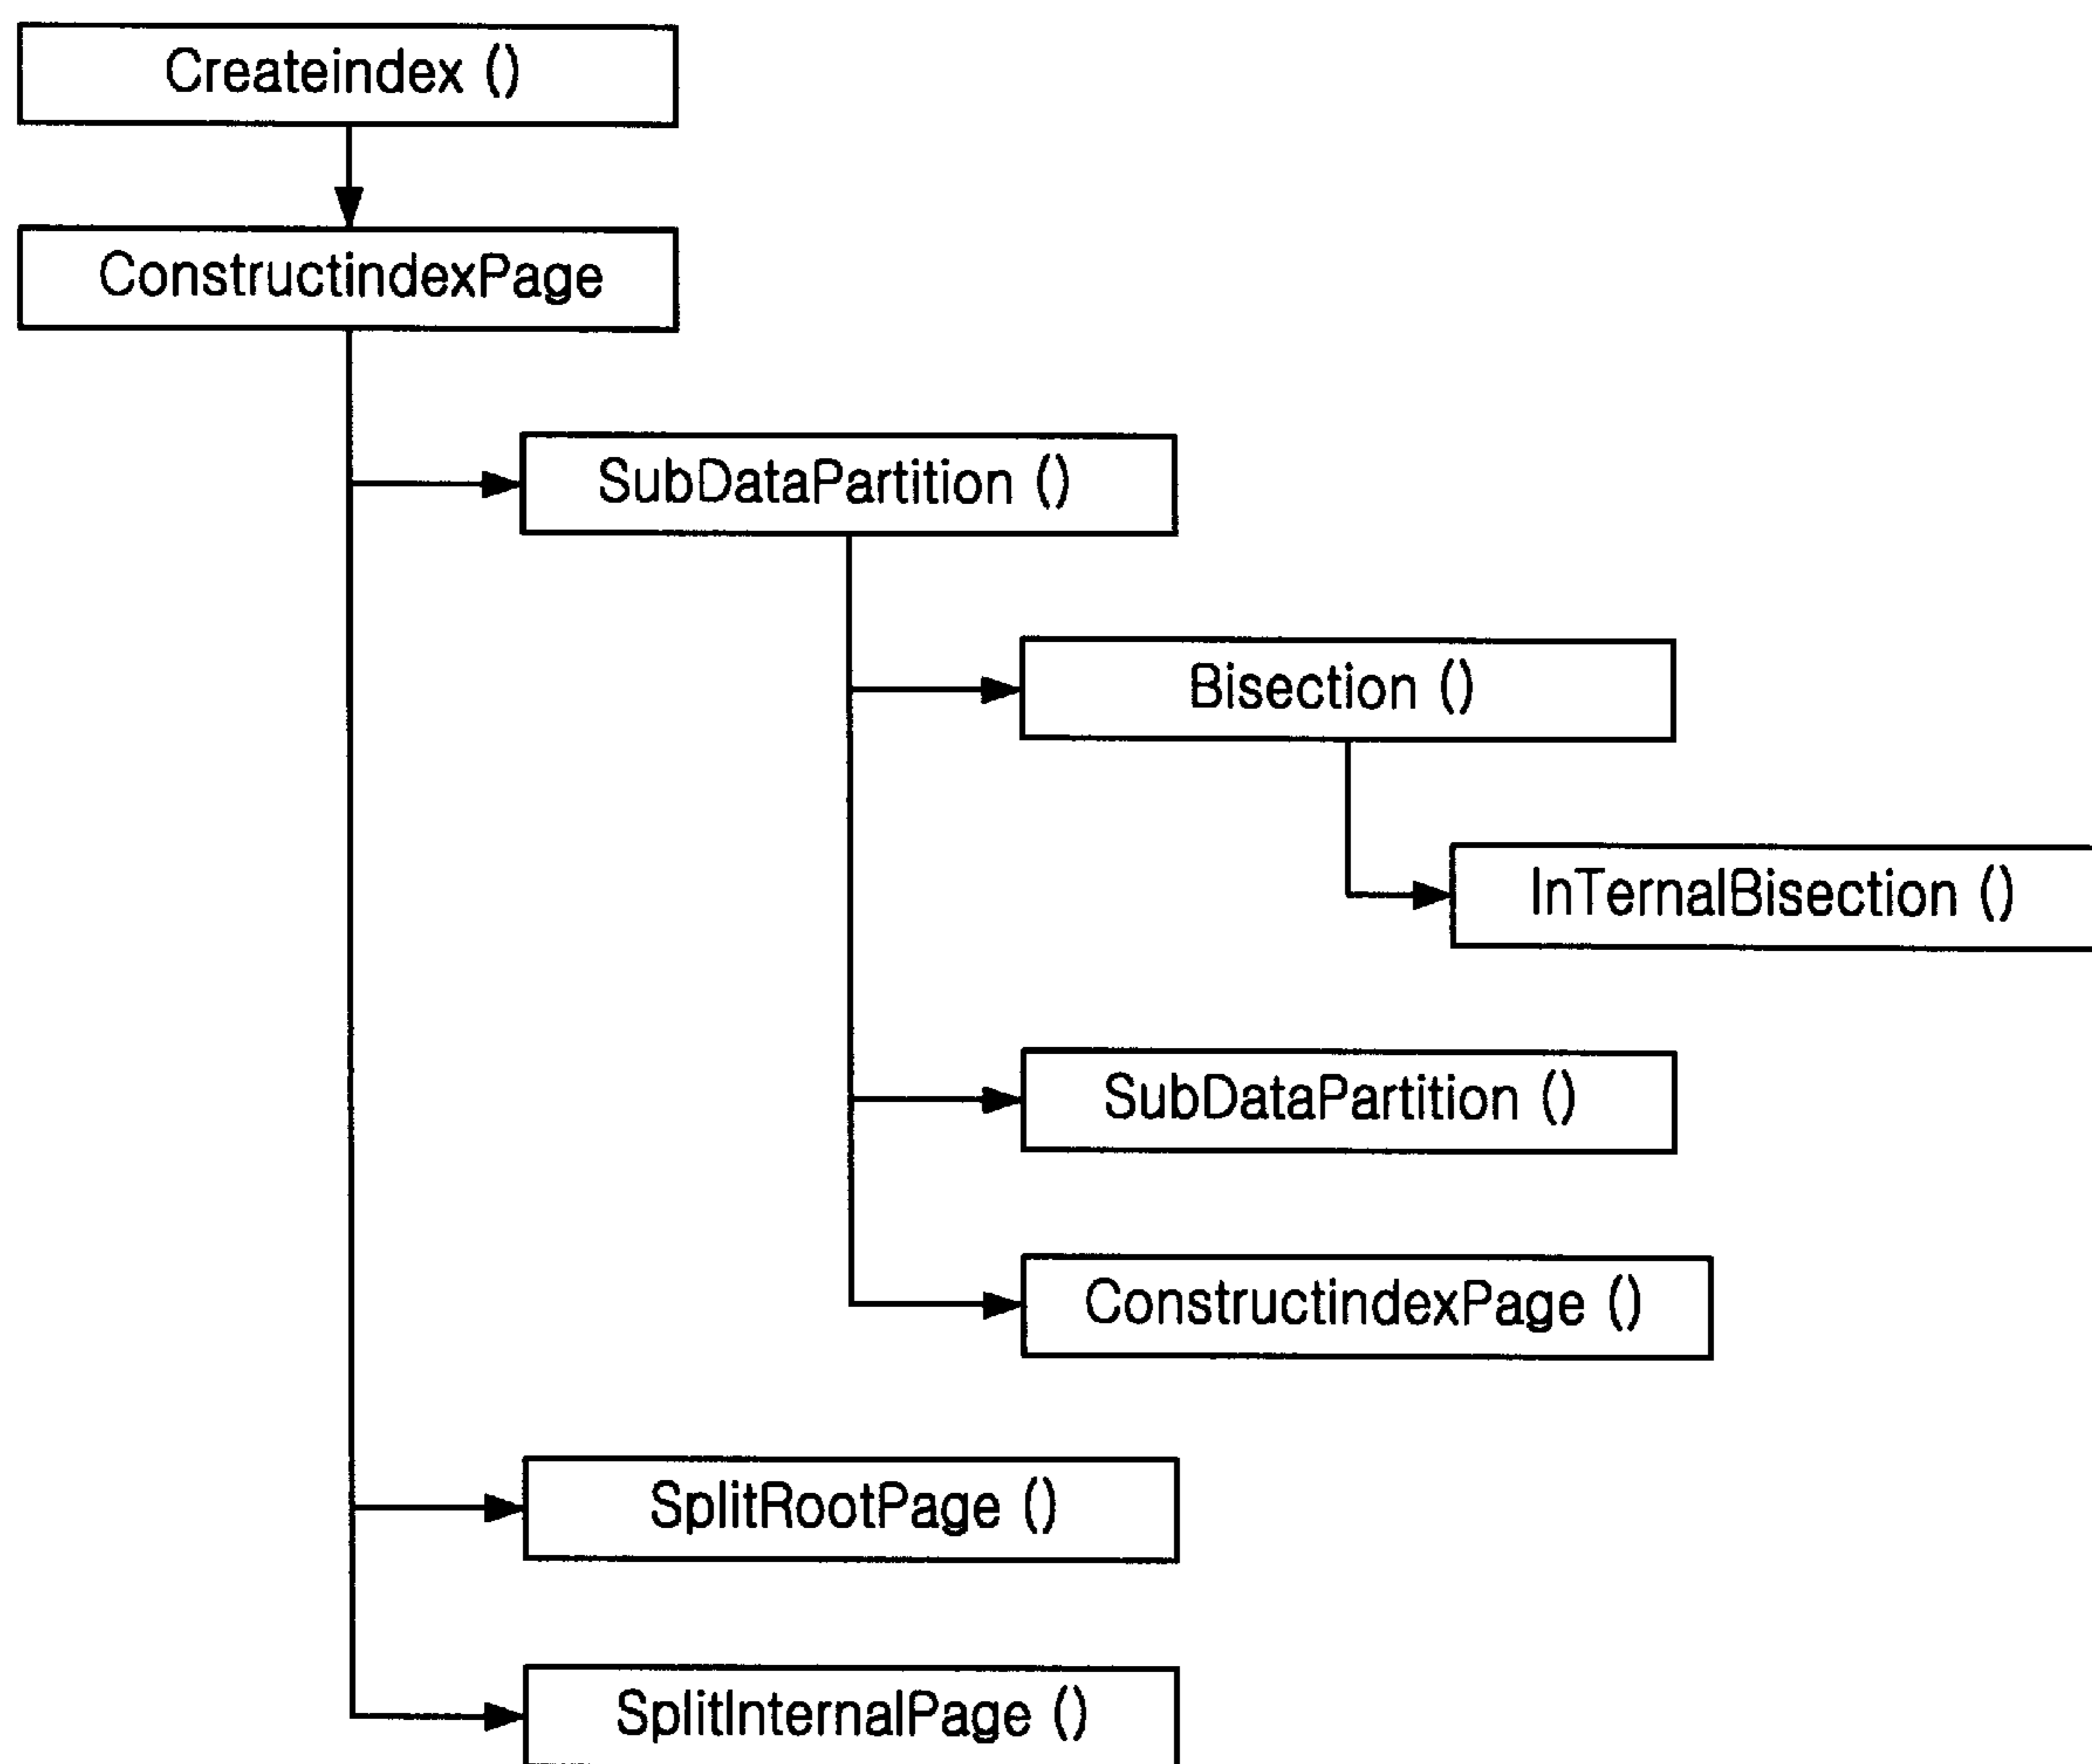 Createindex ()
ConstructindexPage
SubDataPartition ()
Bisection ()
InTernalBisection ()
SubDataPartition ()
ConstructindexPage ()
SplitRootPage ()
SplitInternalPage ()